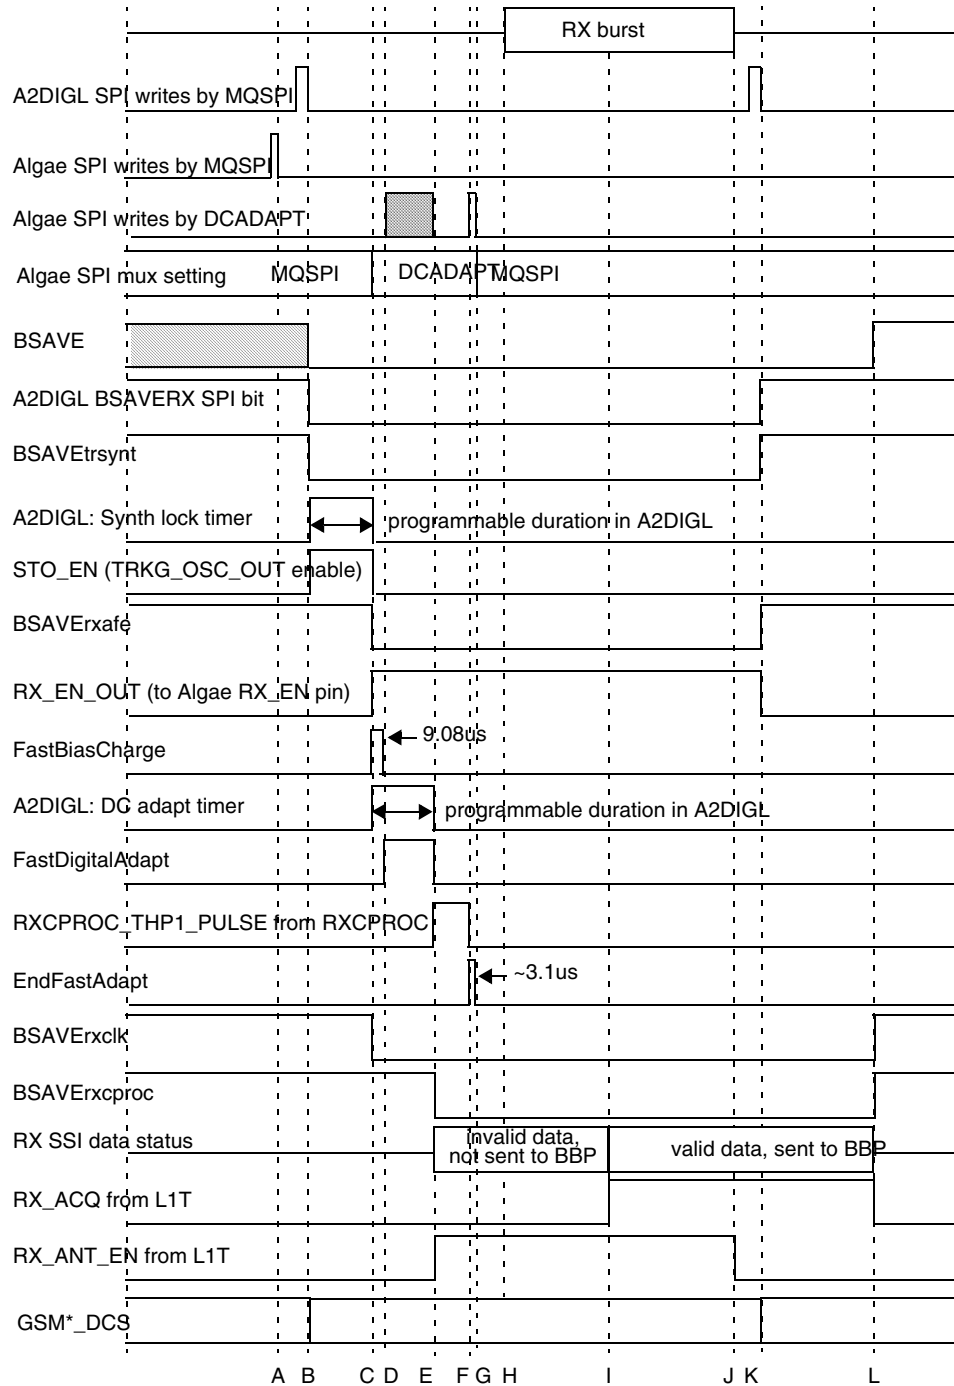 RX burst
A2DIGL SPI writes by MQSPI
Algae SPI writes by MQSPI
Algae SPI writes by DCADAPT
Algae SPI mux setting MQSPI DCADAPT MQSPI
BSAVE
A2DIGL BSAVERX SPI bit
BSAVEtrsynt
A2DIGL: Synth lock timer programmable duration in A2DIGL
STO_EN (TRKG_OSC_OUT enable)
BSAVErxafe
RX_EN_OUT (to Algae RX_EN pin)
9.08us
FastBiasCharge
A2DIGL: DC adapt timer programmable duration in A2DIGL
FastDigitalAdapt
RXCPROC_THP1_PULSE from RXCPROC
EndFastAdapt ~3.1us
BSAVErxclk
BSAVErxcproc
RX SSI data status
invalid data,
not sent to BBP
valid data, sent to BBP
RX_ACQ from L1T
RX_ANT_EN from L1T
GSM*_DCS
A B C D E F G H I J K L